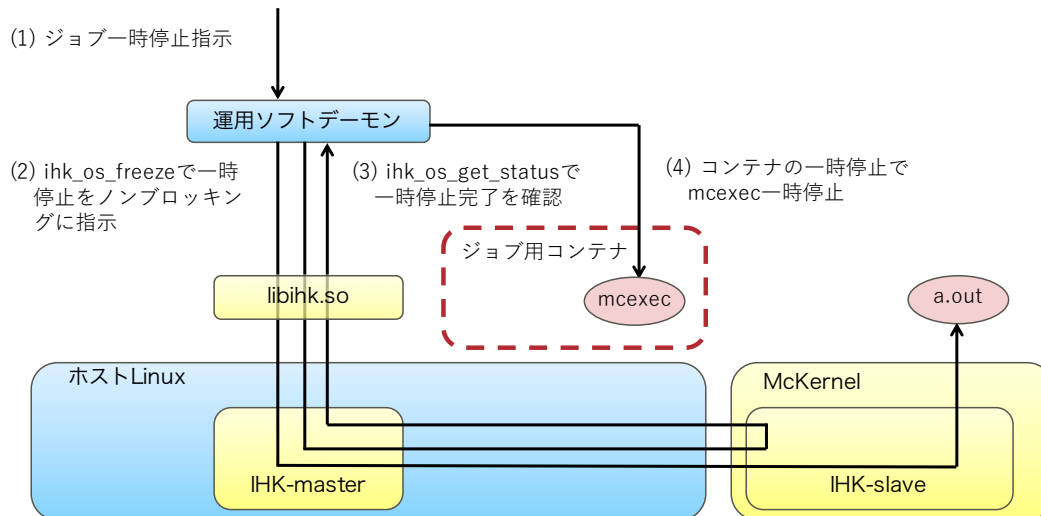 (1) ジョブ一時停止指示
運用ソフトデーモン
(2) ihk_os_freezeで一時
停止をノンブロッキン
グに指示
(3) ihk_os_get_statusで
一時停止完了を確認
(4) コンテナの一時停止で
mcexec一時停止
ジョブ用コンテナ
libihk.so
mcexec
a.out
ホストLinux
McKernel
IHK-master
IHK-slave